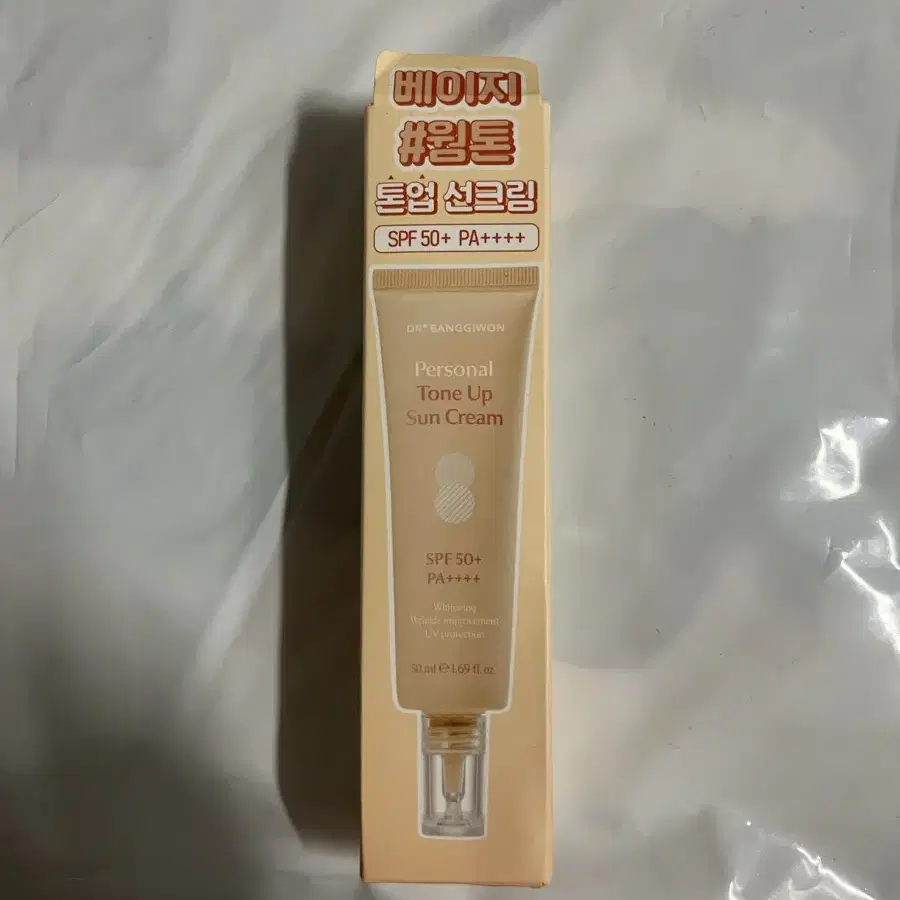 베이지
#웜톤
톤업 선크림
SPF 50+ PA++++
DR+ BANGGIWON
Personal
Tone Up
Sun Cream
SPF 50+
PA++++
Whitening
Wrinkle improvement
UV protection
50 ml ℮ 1.69 fl. oz.